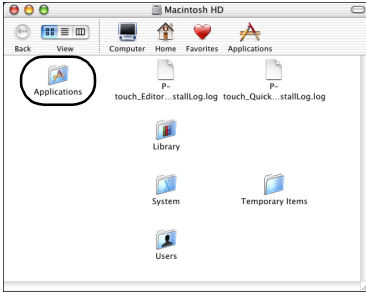 Macintosh HD
Back View Computer Home Favorites Applications
Applications
P-
touch_Editor...stallLog.log
P-
touch_Quick...stallLog.log
Library
System
Temporary Items
Users